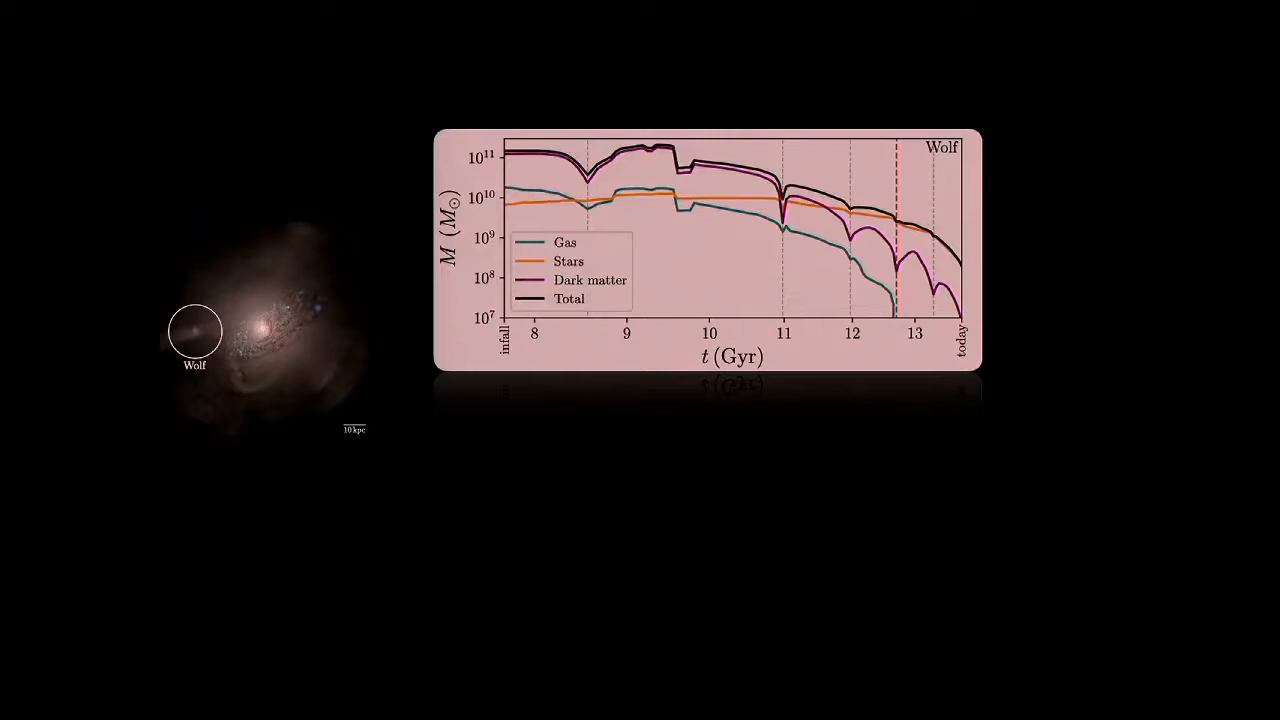 Wolf
10¹¹
10¹⁰
10⁹
10⁸
10⁷
M (M☉)
Gas
Stars
Dark matter
Total
infall
8
9
10
11
12
13
today
t (Gyr)
Wolf
10 kpc